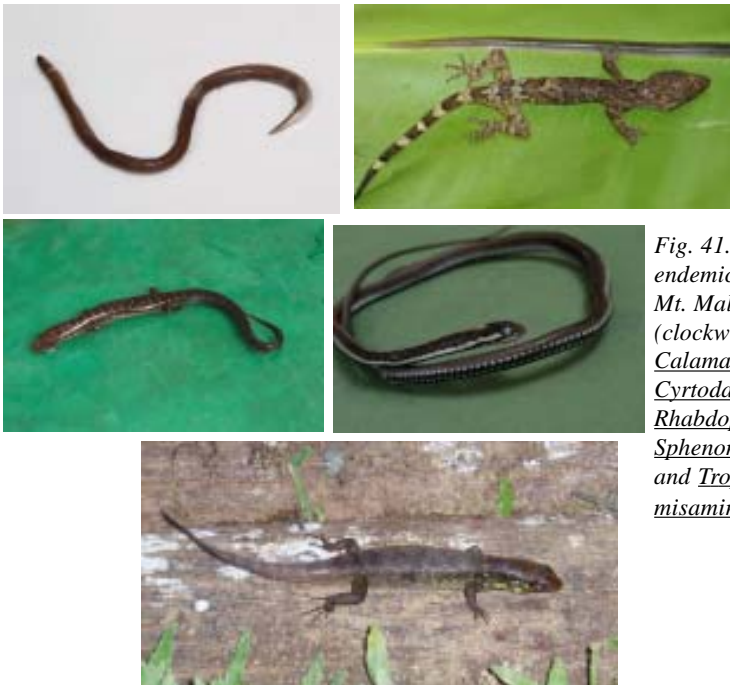 Fig. 41.
endemic
Mt. Mal
(clockw
Calama
Cyrtoda
Rhabdo
Spheno
and Tro
misamin